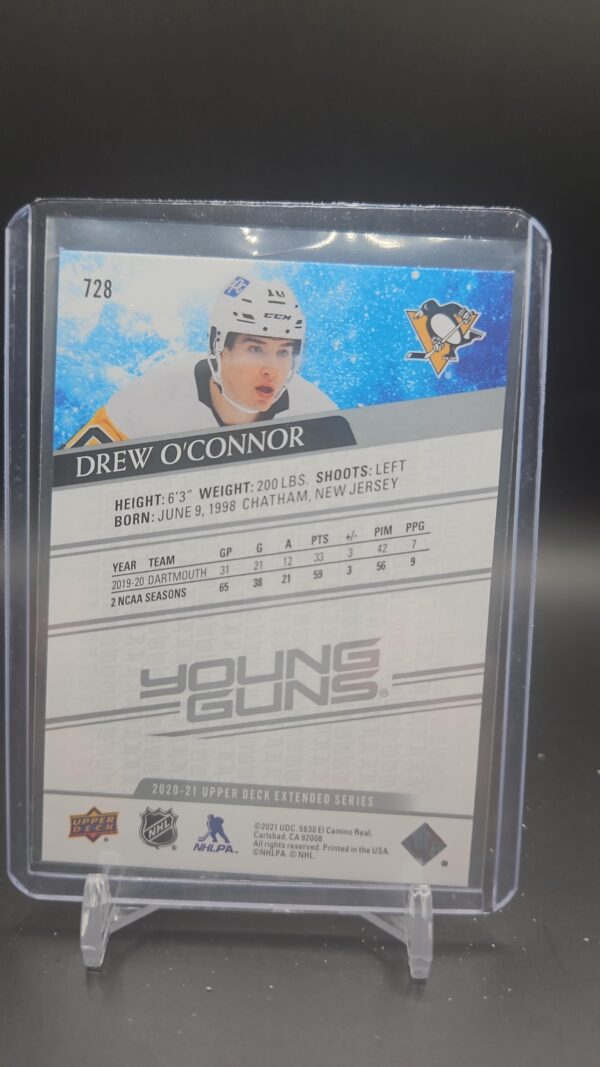 728
10
CCM
DREW O'CONNOR
HEIGHT: 6'3" WEIGHT: 200 LBS. SHOOTS: LEFT
BORN: JUNE 9, 1998 CHATHAM, NEW JERSEY
YEAR TEAM GP G A PTS +/- PIM PPG
2019-20 DARTMOUTH 31 21 12 33 3 42 7
2 NCAA SEASONS 65 38 21 59 3 56 9
YOUNG
GUNS®
2020-21 UPPER DECK EXTENDED SERIES
UPPER DECK
NHL
NHLPA
©2021 UDC. 5830 El Camino Real,
Carlsbad, CA 92008.
All rights reserved. Printed in the USA.
©NHLPA. © NHL.